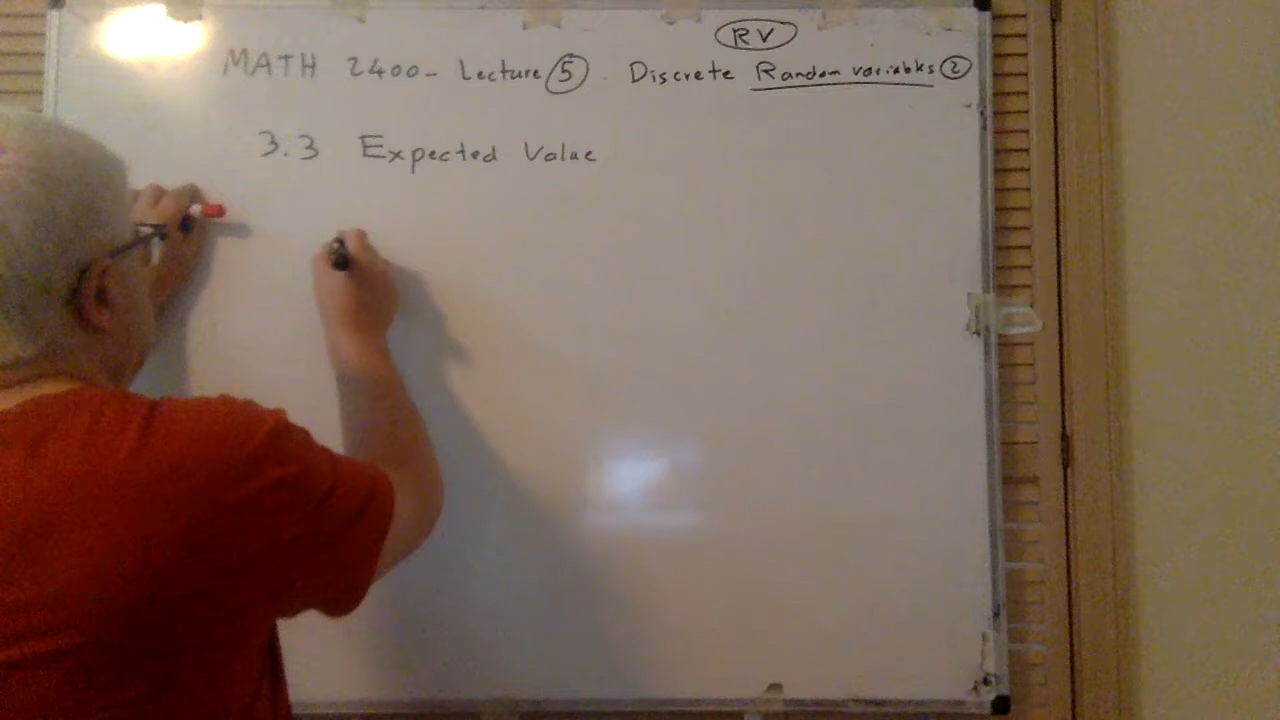 RV
MATH 2400- Lecture 5. Discrete Random variables 2
3.3 Expected Value